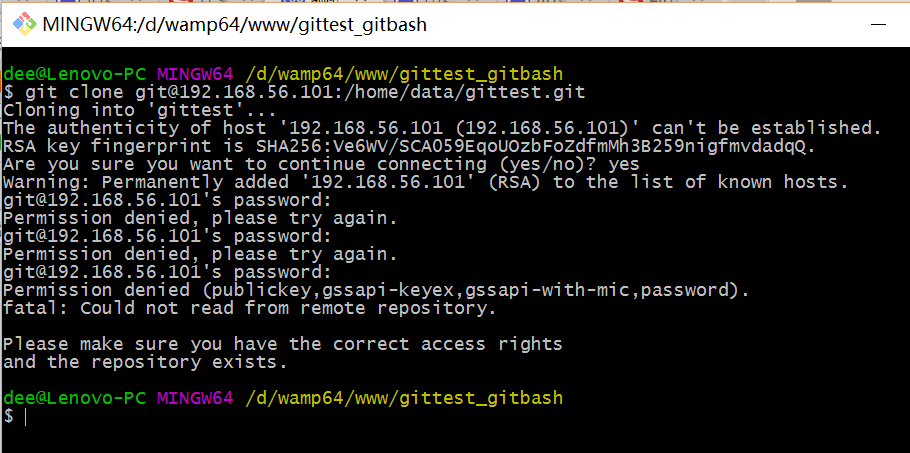 MINGW64:/d/wamp64/www/gittest_gitbash
dee@Lenovo-PC MINGW64 /d/wamp64/www/gittest_gitbash
$ git clone git@192.168.56.101:/home/data/gittest.git
Cloning into 'gittest'...
The authenticity of host '192.168.56.101 (192.168.56.101)' can't be established.
RSA key fingerprint is SHA256:Ve6WV/SCAO59EqoUOzbFoZdfmMh3B259nigfmvdadqQ.
Are you sure you want to continue connecting (yes/no)? yes
Warning: Permanently added '192.168.56.101' (RSA) to the list of known hosts.
git@192.168.56.101's password:
Permission denied, please try again.
git@192.168.56.101's password:
Permission denied, please try again.
git@192.168.56.101's password:
Permission denied (publickey,gssapi-keyex,gssapi-with-mic,password).
fatal: Could not read from remote repository.
Please make sure you have the correct access rights
and the repository exists.
dee@Lenovo-PC MINGW64 /d/wamp64/www/gittest_gitbash
$